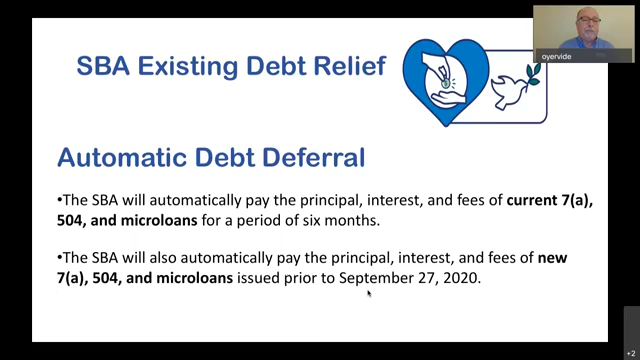 oyervide
SBA Existing Debt Relief
Automatic Debt Deferral
•The SBA will automatically pay the principal, interest, and fees of current 7(a),
504, and microloans for a period of six months.
•The SBA will also automatically pay the principal, interest, and fees of new
7(a), 504, and microloans issued prior to September 27, 2020.
+2